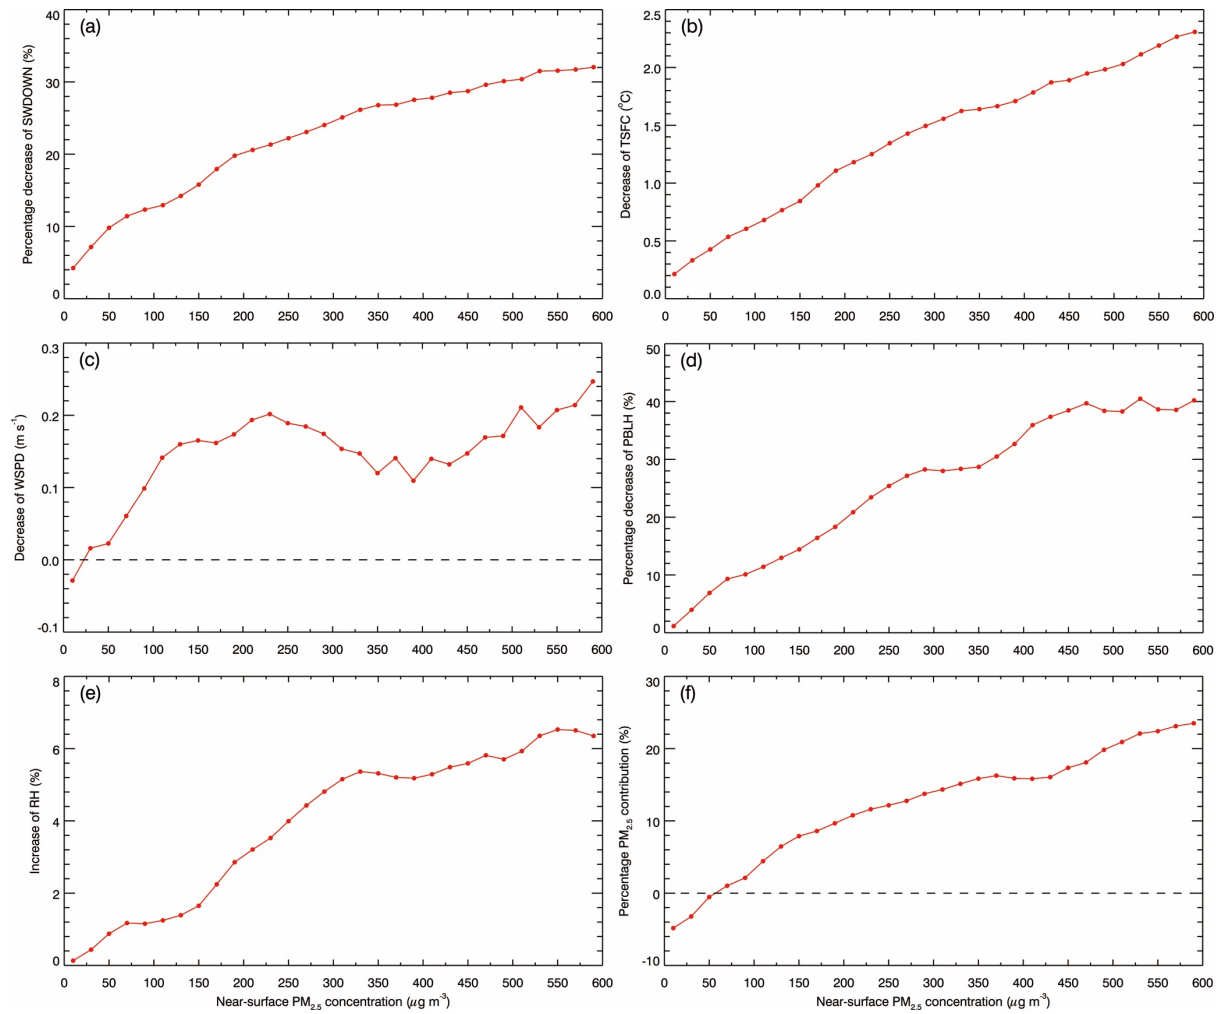 (a)
Percentage decrease of SWDOWN (%)
40
30
20
10
0
0 50 100 150 200 250 300 350 400 450 500 550 600
(b)
Decrease of TSFC (°C)
2.5
2.0
1.5
1.0
0.5
0.0
0 50 100 150 200 250 300 350 400 450 500 550 600
(c)
Decrease of WSPD (m s⁻¹)
0.3
0.2
0.1
0.0
-0.1
0 50 100 150 200 250 300 350 400 450 500 550 600
(d)
Percentage decrease of PBLH (%)
50
40
30
20
10
0
0 50 100 150 200 250 300 350 400 450 500 550 600
(e)
Increase of RH (%)
8
6
4
2
0
0 50 100 150 200 250 300 350 400 450 500 550 600
Near-surface PM₂.₅ concentration (μg m⁻³)
(f)
Percentage PM₂.₅ contribution (%)
30
20
10
0
-10
0 50 100 150 200 250 300 350 400 450 500 550 600
Near-surface PM₂.₅ concentration (μg m⁻³)